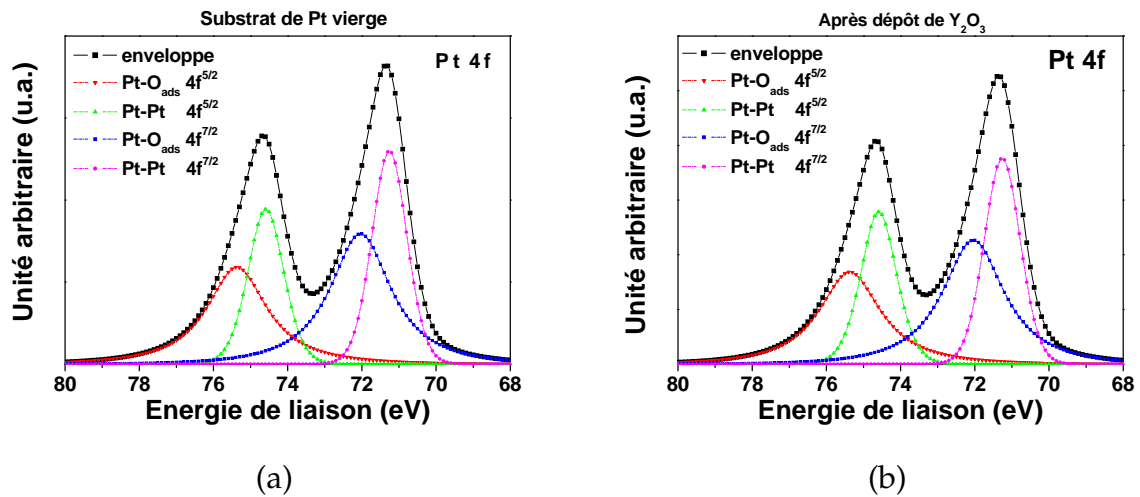 Substrat de Pt vierge
Pt 4f
enveloppe
Pt-O_ads 4f^5/2
Pt-Pt 4f^5/2
Pt-O_ads 4f^7/2
Pt-Pt 4f^7/2
Unité arbitraire (u.a.)
80 78 76 74 72 70 68
Energie de liaison (eV)
(a)
Après dépôt de Y₂O₃
Pt 4f
enveloppe
Pt-O_ads 4f^5/2
Pt-Pt 4f^5/2
Pt-O_ads 4f^7/2
Pt-Pt 4f^7/2
Unité arbitraire (u.a.)
80 78 76 74 72 70 68
Energie de liaison (eV)
(b)